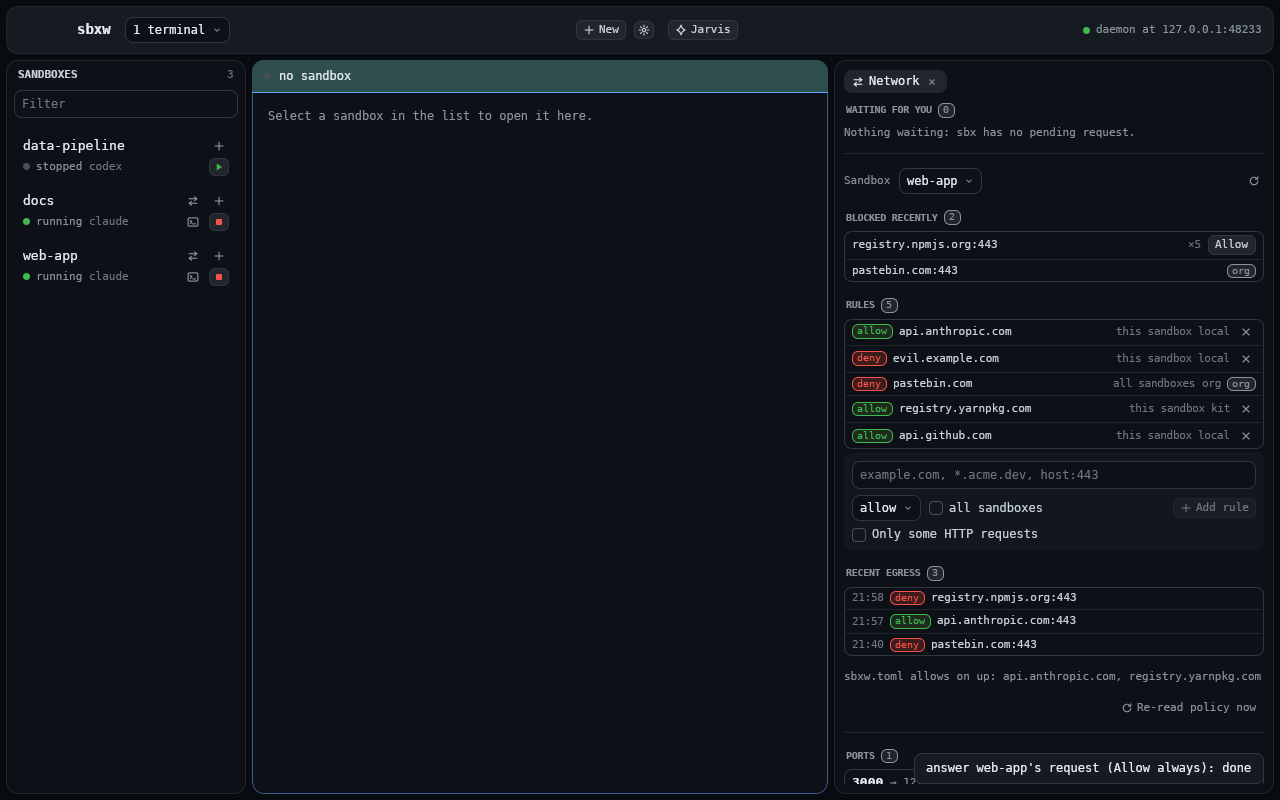 sbxw
1 terminal
New
Jarvis
daemon at 127.0.0.1:48233
SANDBOXES 3
Filter
data-pipeline
stopped codex
docs
running claude
web-app
running claude
no sandbox
Select a sandbox in the list to open it here.
Network
WAITING FOR YOU 0
Nothing waiting: sbx has no pending request.
Sandbox web-app
BLOCKED RECENTLY 2
registry.npmjs.org:443 ×5 Allow
pastebin.com:443 org
RULES 5
allow api.anthropic.com this sandbox local
deny evil.example.com this sandbox local
deny pastebin.com all sandboxes org org
allow registry.yarnpkg.com this sandbox kit
allow api.github.com this sandbox local
example.com, *.acme.dev, host:443
allow all sandboxes Add rule
Only some HTTP requests
RECENT EGRESS 3
21:58 deny registry.npmjs.org:443
21:57 allow api.anthropic.com:443
21:40 deny pastebin.com:443
sbxw.toml allows on up: api.anthropic.com, registry.yarnpkg.com
Re-read policy now
PORTS 1
3000 → 12
answer web-app's request (Allow always): done